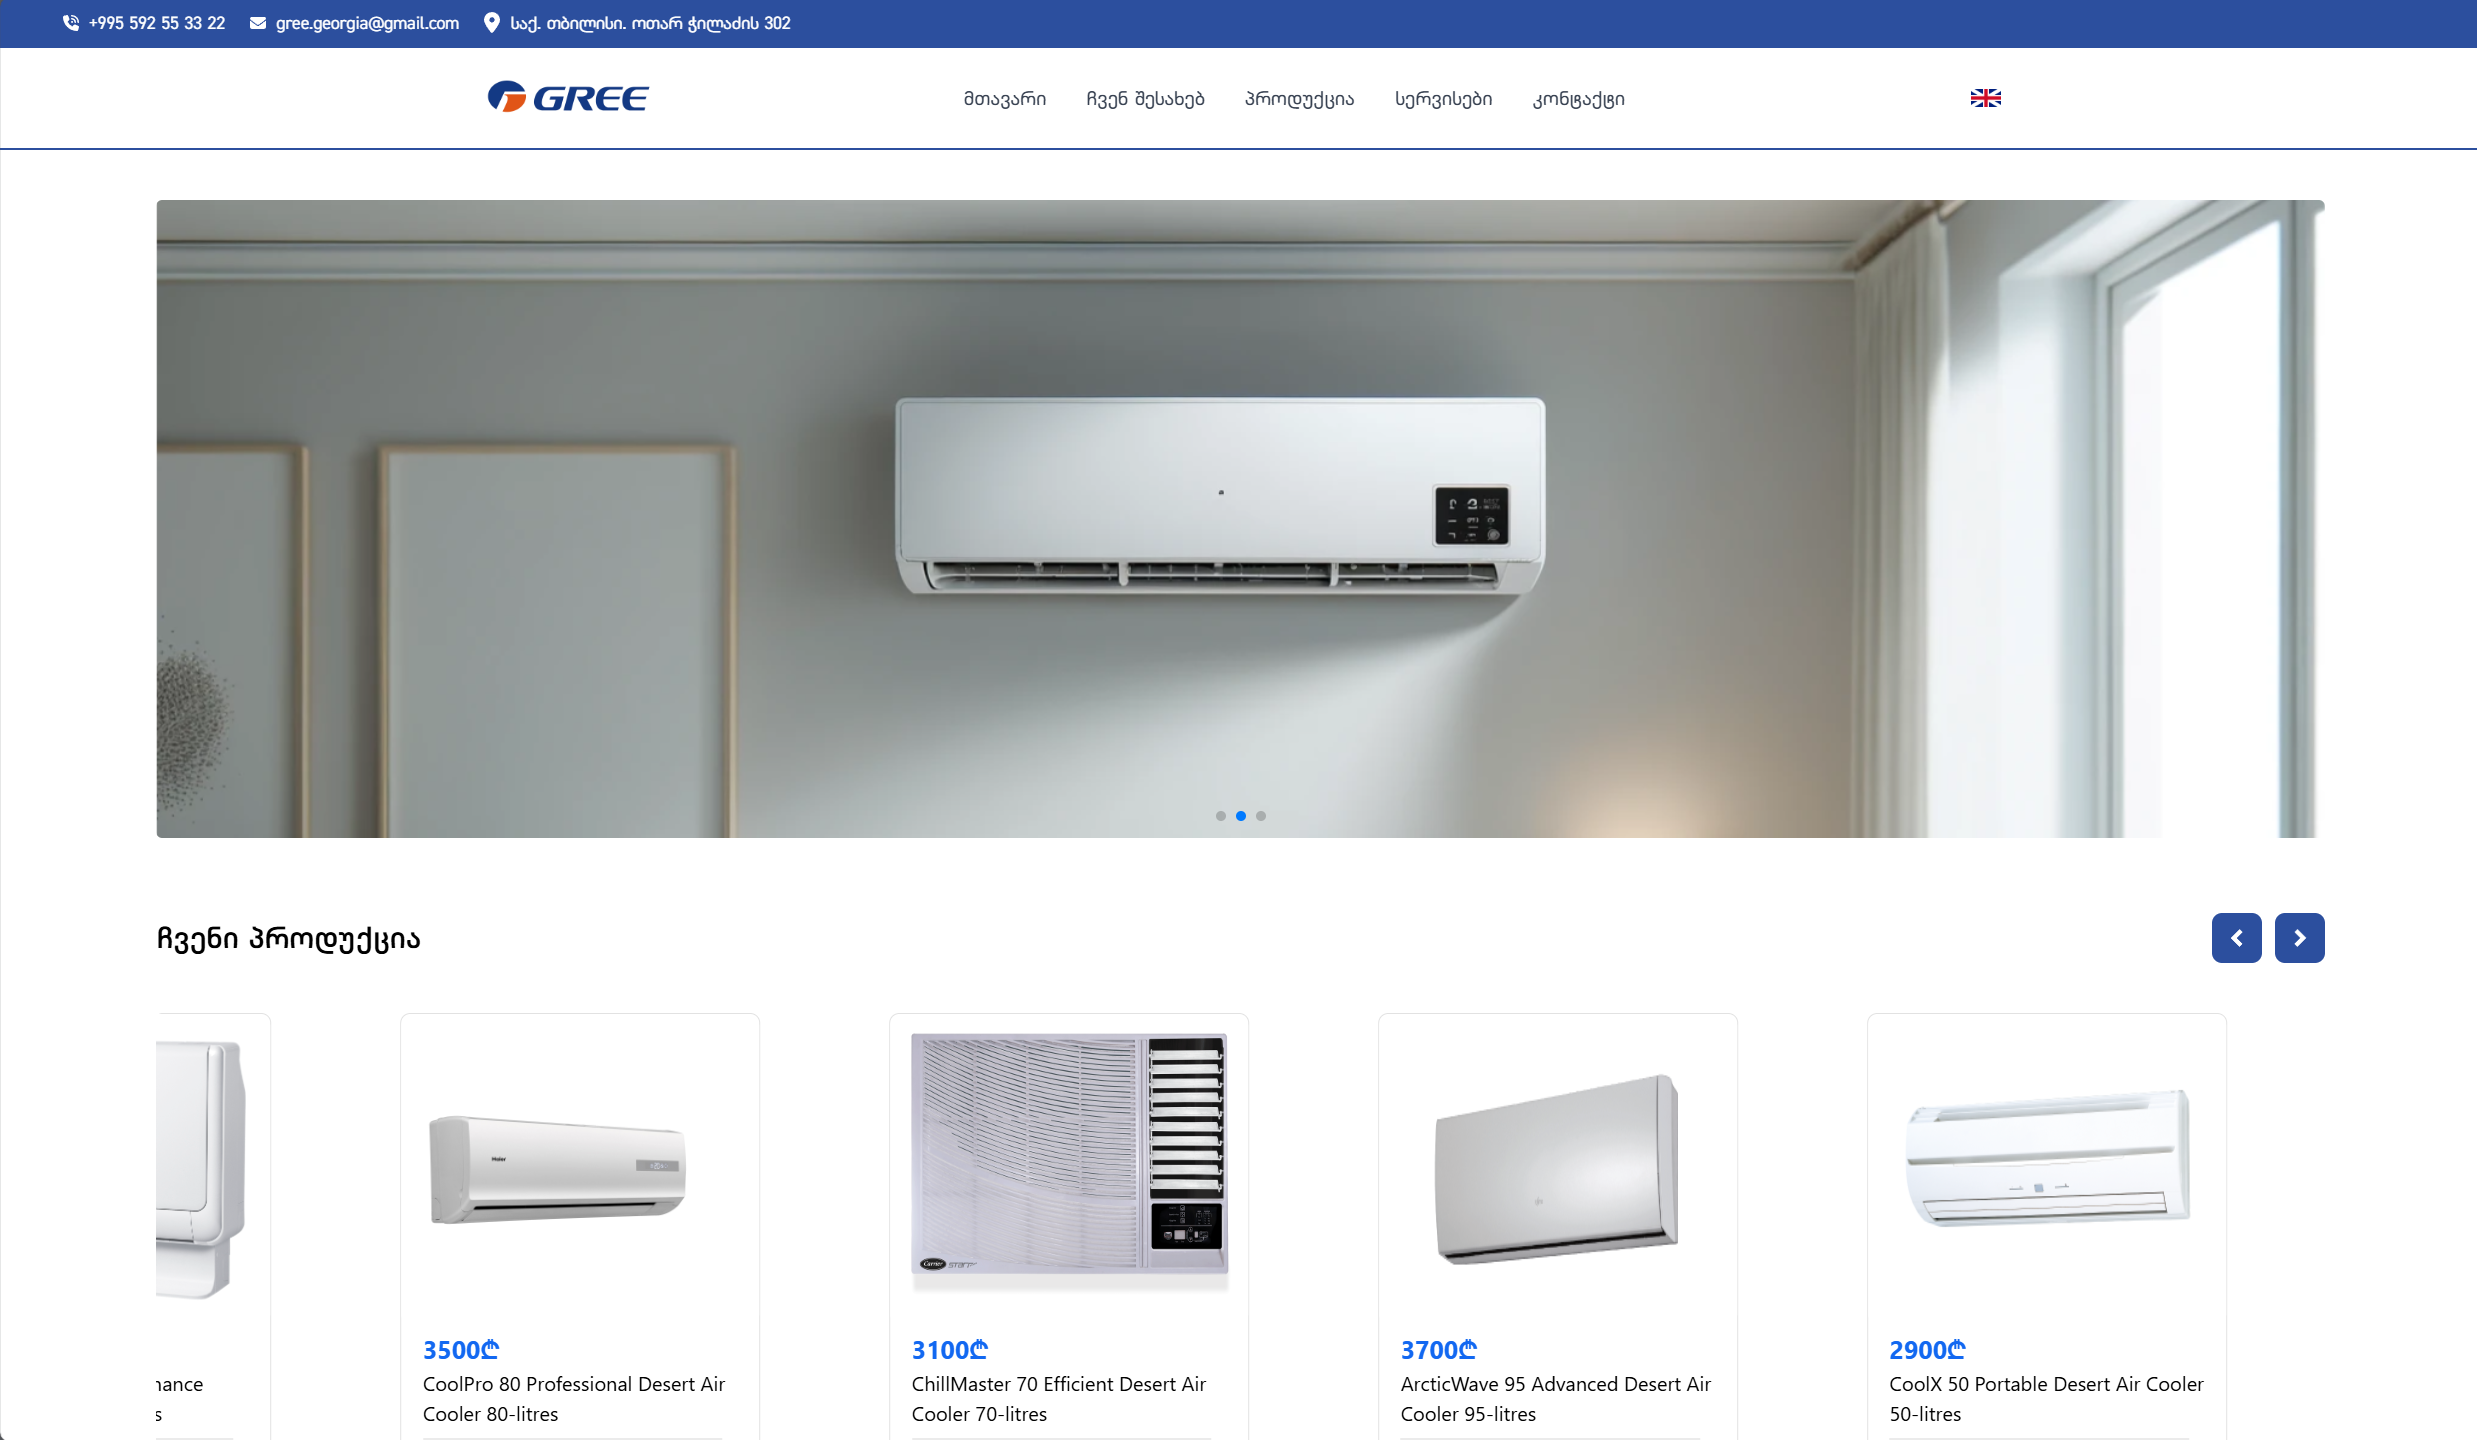 +995 592 55 33 22 gree.georgia@gmail.com საქ. თბილისი. ოთარ ჭილაძის 302
GREE
მთავარი ჩვენ შესახებ პროდუქცია სერვისები კონტაქტი
ჩვენი პროდუქცია
Haier
Carrier
3500₾
CoolPro 80 Professional Desert Air
Cooler 80-litres
3100₾
ChillMaster 70 Efficient Desert Air
Cooler 70-litres
3700₾
ArcticWave 95 Advanced Desert Air
Cooler 95-litres
2900₾
CoolX 50 Portable Desert Air Cooler
50-litres